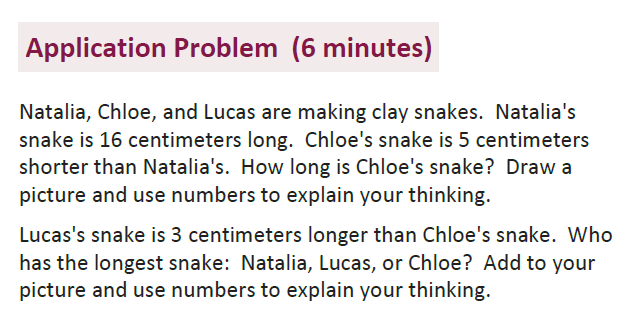 Application Problem  (6 minutes)
Natalia, Chloe, and Lucas are making clay snakes.  Natalia's
snake is 16 centimeters long.  Chloe's snake is 5 centimeters
shorter than Natalia's.  How long is Chloe's snake?  Draw a
picture and use numbers to explain your thinking.
Lucas's snake is 3 centimeters longer than Chloe's snake.  Who
has the longest snake:  Natalia, Lucas, or Chloe?  Add to your
picture and use numbers to explain your thinking.